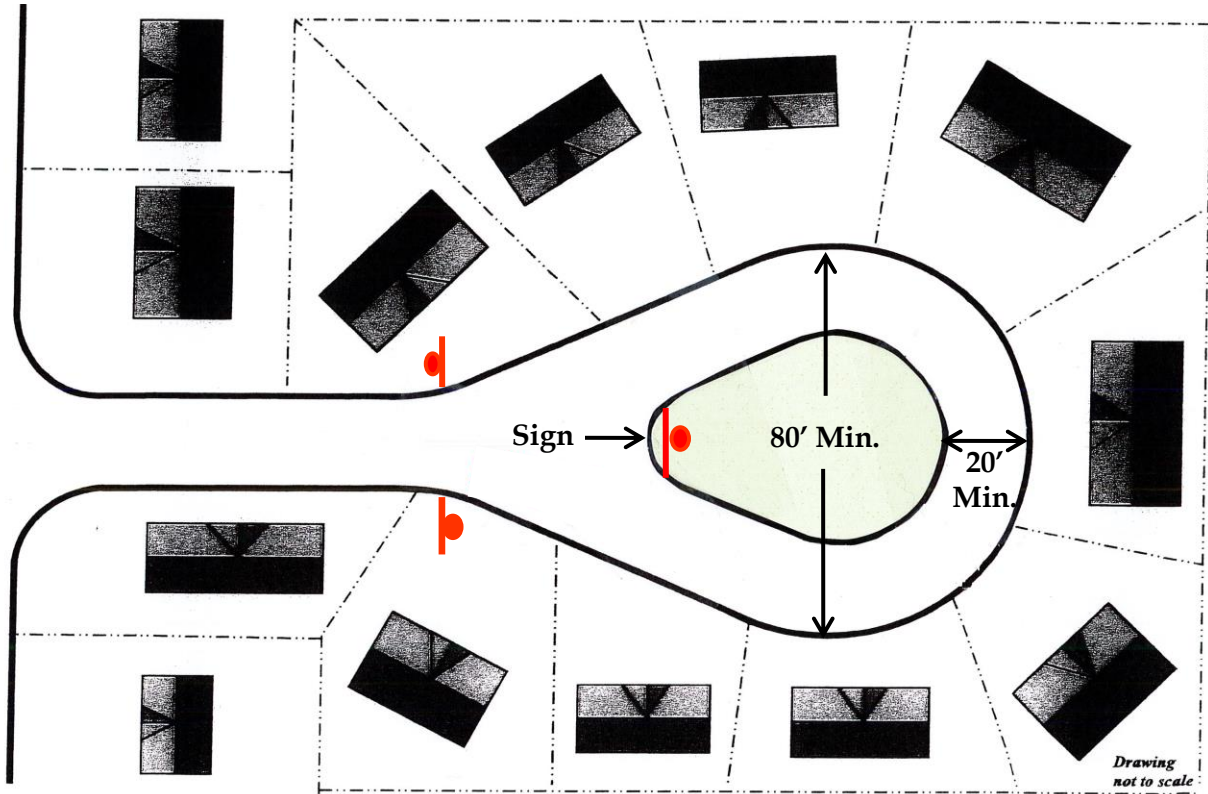 Sign
80′ Min.
20′
Min.
Drawing
not to scale